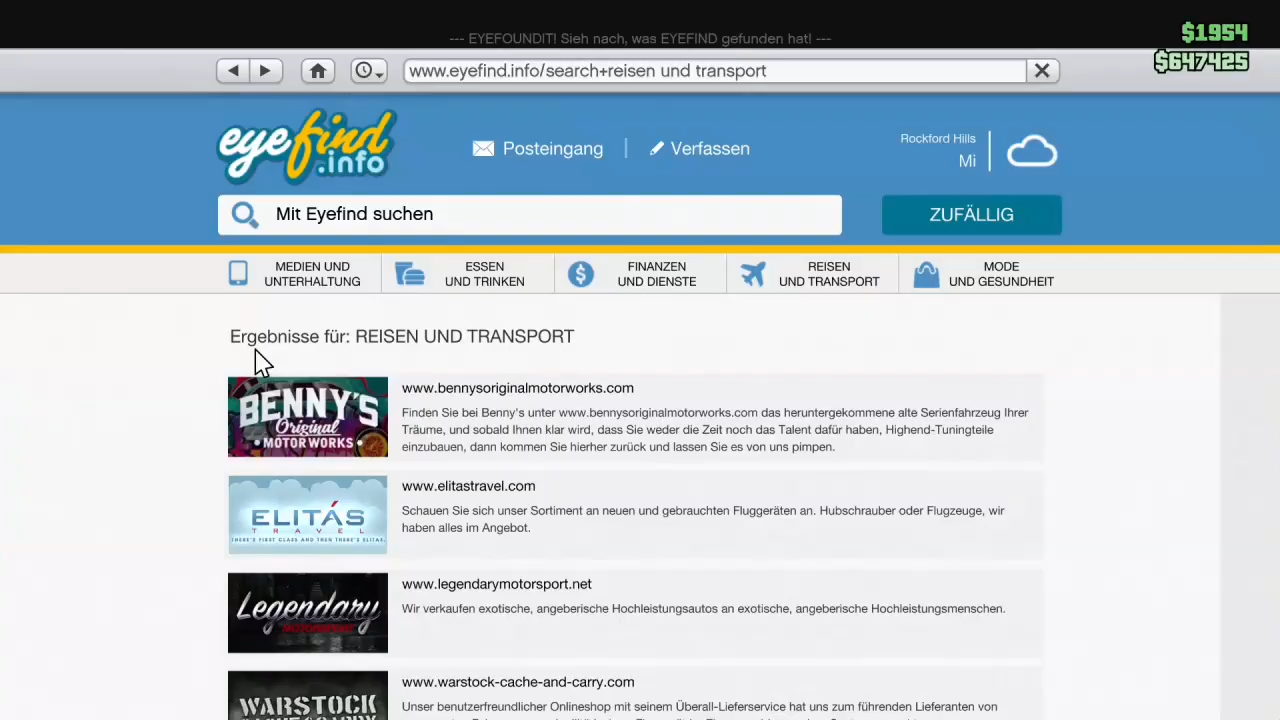 --- EYEFOUNDIT! Sieh nach, was EYEFIND gefunden hat! ---
$1954
$647425
www.eyefind.info/search+reisen und transport
eyefind.info
Posteingang
Verfassen
Rockford Hills
Mi
Mit Eyefind suchen
ZUFÄLLIG
MEDIEN UND
UNTERHALTUNG
ESSEN
UND TRINKEN
FINANZEN
UND DIENSTE
REISEN
UND TRANSPORT
MODE
UND GESUNDHEIT
Ergebnisse für: REISEN UND TRANSPORT
BENNY'S
Original
MOTOR WORKS
www.bennysoriginalmotorworks.com
Finden Sie bei Benny's unter www.bennysoriginalmotorworks.com das heruntergekommene alte Serienfahrzeug Ihrer
Träume, und sobald Ihnen klar wird, dass Sie weder die Zeit noch das Talent dafür haben, Highend-Tuningteile
einzubauen, dann kommen Sie hierher zurück und lassen Sie es von uns pimpen.
ELITÁS
TRAVEL
THERE'S FIRST CLASS AND THEN THERE'S ELITAS.
www.elitastravel.com
Schauen Sie sich unser Sortiment an neuen und gebrauchten Fluggeräten an. Hubschrauber oder Flugzeuge, wir
haben alles im Angebot.
Legendary
MOTORSPORT
www.legendarymotorsport.net
Wir verkaufen exotische, angeberische Hochleistungsautos an exotische, angeberische Hochleistungsmenschen.
WARSTOCK
www.warstock-cache-and-carry.com
Unser benutzerfreundlicher Onlineshop mit seinem Überall-Lieferservice hat uns zum führenden Lieferanten von